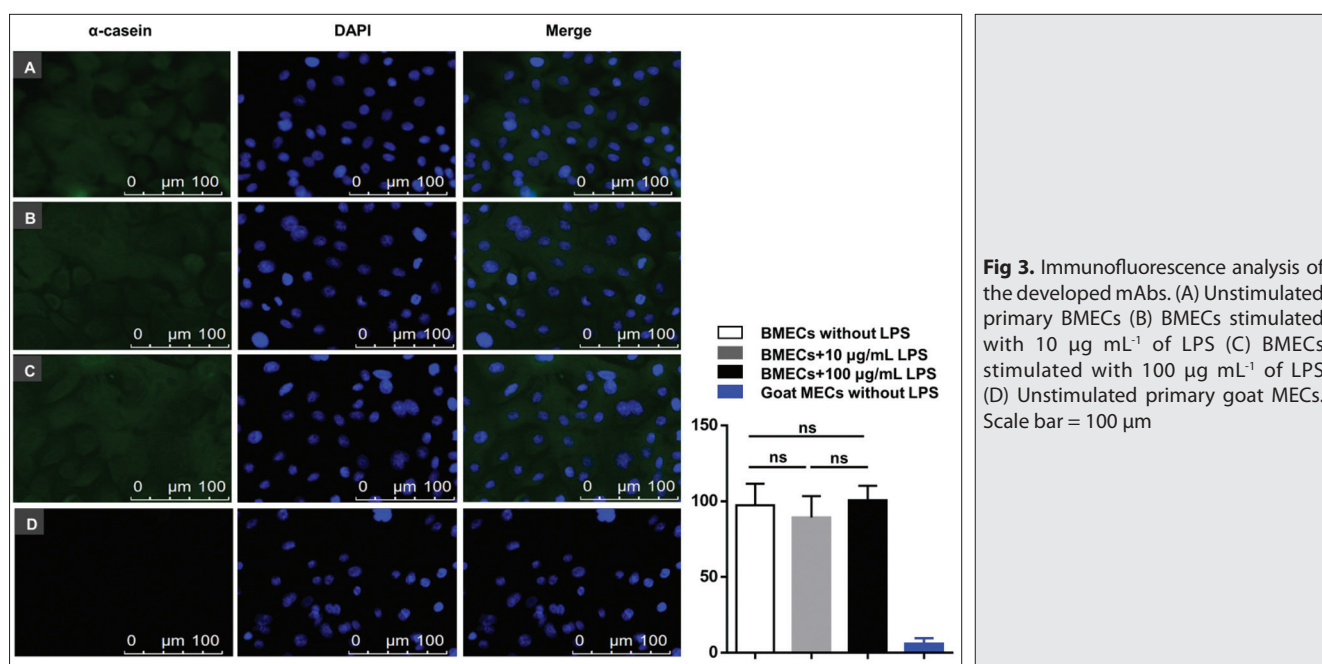 α-casein DAPI Merge
A
0 µm 100 0 µm 100 0 µm 100
B
0 µm 100 0 µm 100 0 µm 100
C
0 µm 100 0 µm 100 0 µm 100
D
0 µm 100 0 µm 100 0 µm 100
BMECs without LPS
BMECs+10 µg/mL LPS
BMECs+100 µg/mL LPS
Goat MECs without LPS
150
ns
ns ns
100
50
0
Fig 3. Immunofluorescence analysis of
the developed mAbs. (A) Unstimulated
primary BMECs (B) BMECs stimulated
with 10 µg mL⁻¹ of LPS (C) BMECs
stimulated with 100 µg mL⁻¹ of LPS
(D) Unstimulated primary goat MECs.
Scale bar = 100 µm